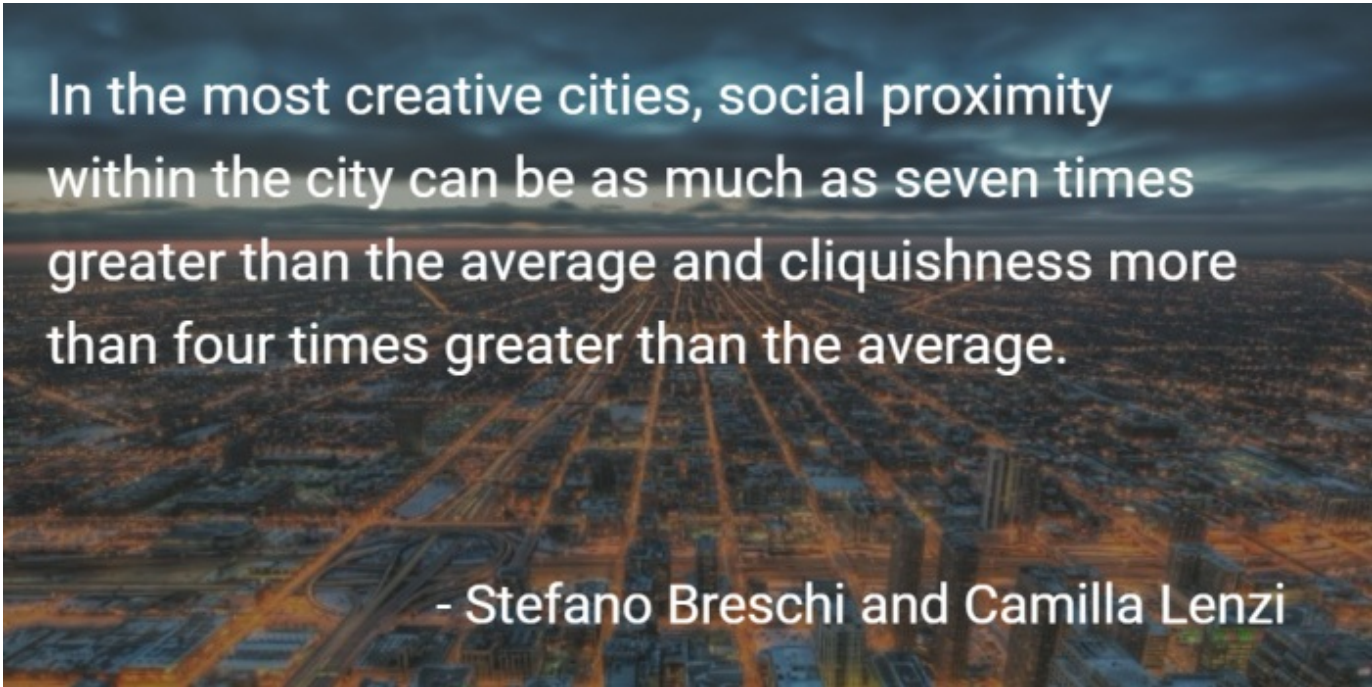 In the most creative cities, social proximity
within the city can be as much as seven times
greater than the average and cliquishness more
than four times greater than the average.
- Stefano Breschi and Camilla Lenzi